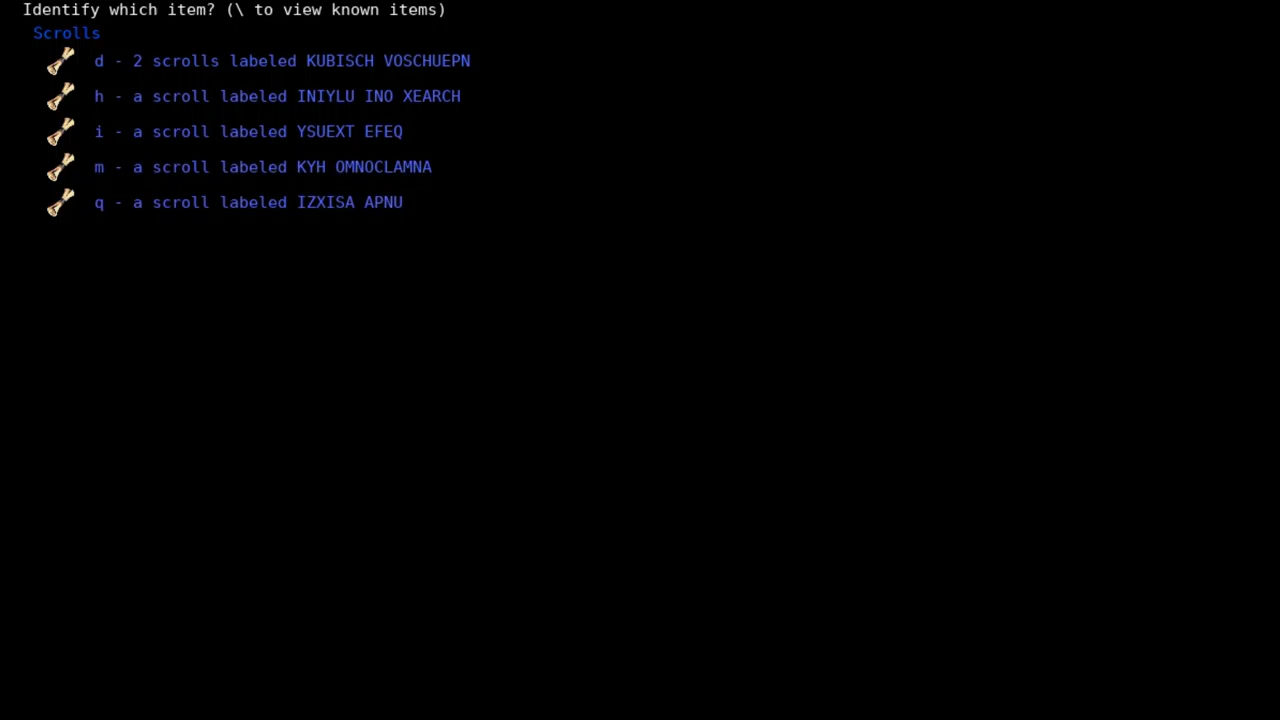 Identify which item? (\ to view known items)
Scrolls
d - 2 scrolls labeled KUBISCH VOSCHUEPN
h - a scroll labeled INIYLU INO XEARCH
i - a scroll labeled YSUEXT EFEQ
m - a scroll labeled KYH OMNOCLAMNA
q - a scroll labeled IZXISA APNU